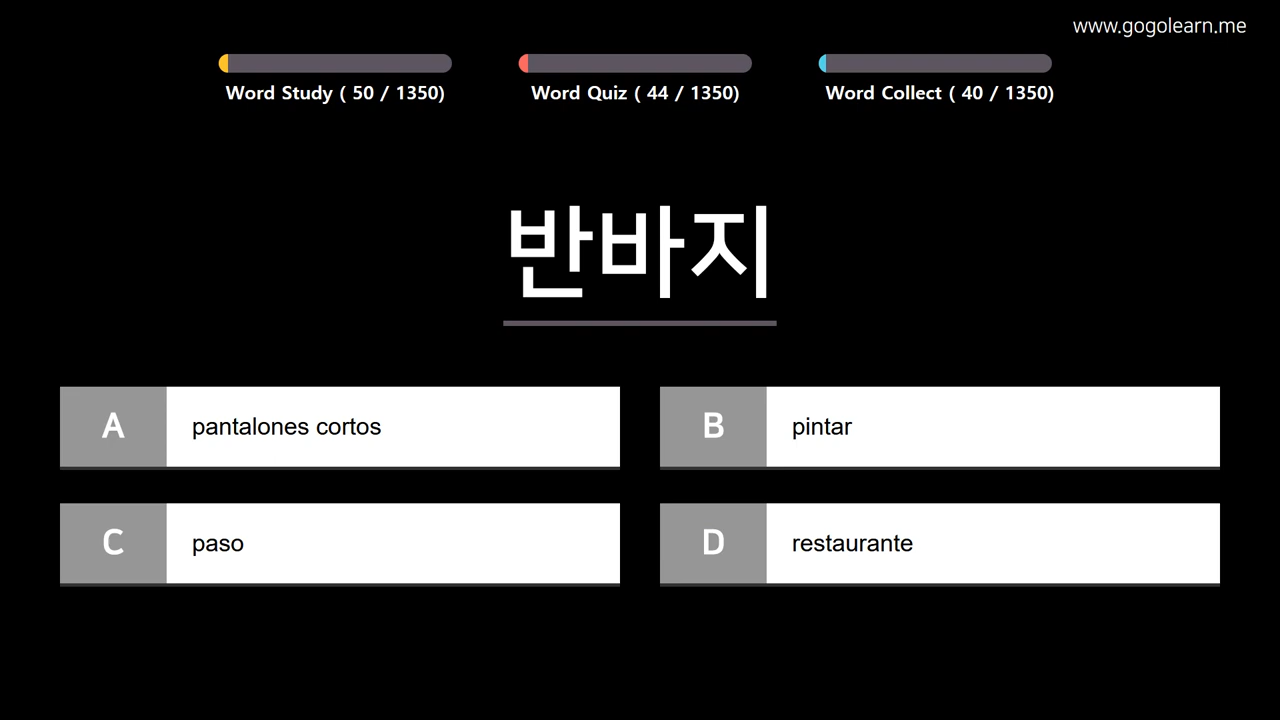 www.gogolearn.me
Word Study ( 50 / 1350)
Word Quiz ( 44 / 1350)
Word Collect ( 40 / 1350)
반바지
A pantalones cortos
B pintar
C paso
D restaurante